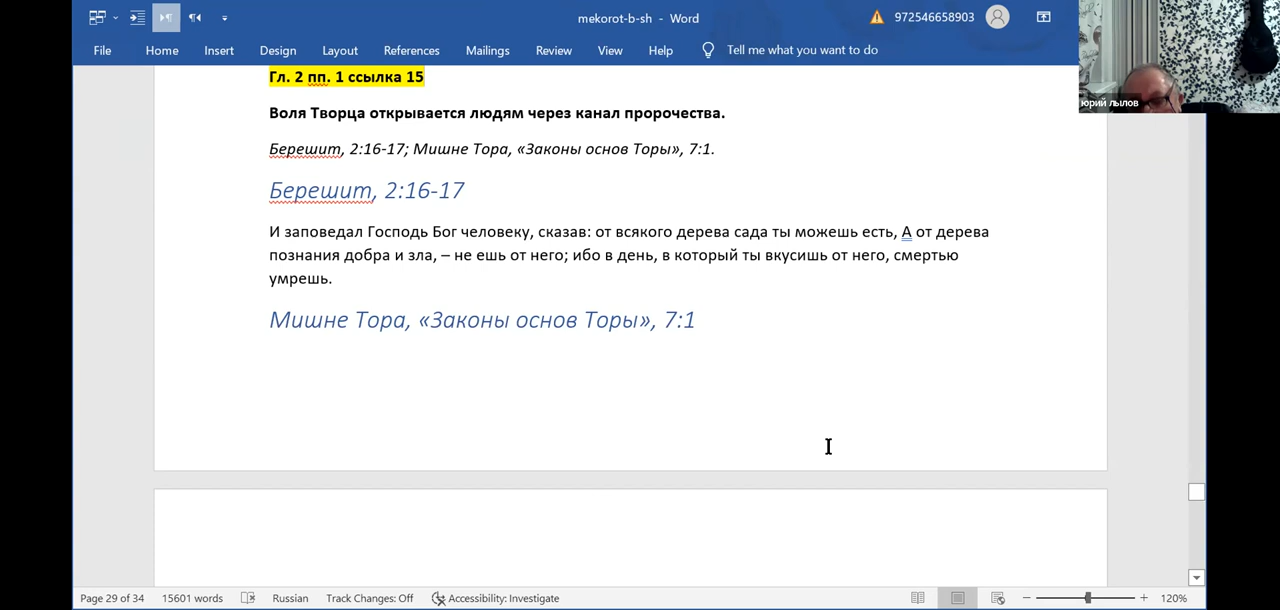 mekorot-b-sh - Word
972546658903
File Home Insert Design Layout References Mailings Review View Help Tell me what you want to do
юрий лылов
Гл. 2 пп. 1 ссылка 15
Воля Творца открывается людям через канал пророчества.
Берешит, 2:16-17; Мишне Тора, «Законы основ Торы», 7:1.
Берешит, 2:16-17
И заповедал Господь Бог человеку, сказав: от всякого дерева сада ты можешь есть, А от дерева
познания добра и зла, – не ешь от него; ибо в день, в который ты вкусишь от него, смертью
умрешь.
Мишне Тора, «Законы основ Торы», 7:1
Page 29 of 34 15601 words Russian Track Changes: Off Accessibility: Investigate 120%